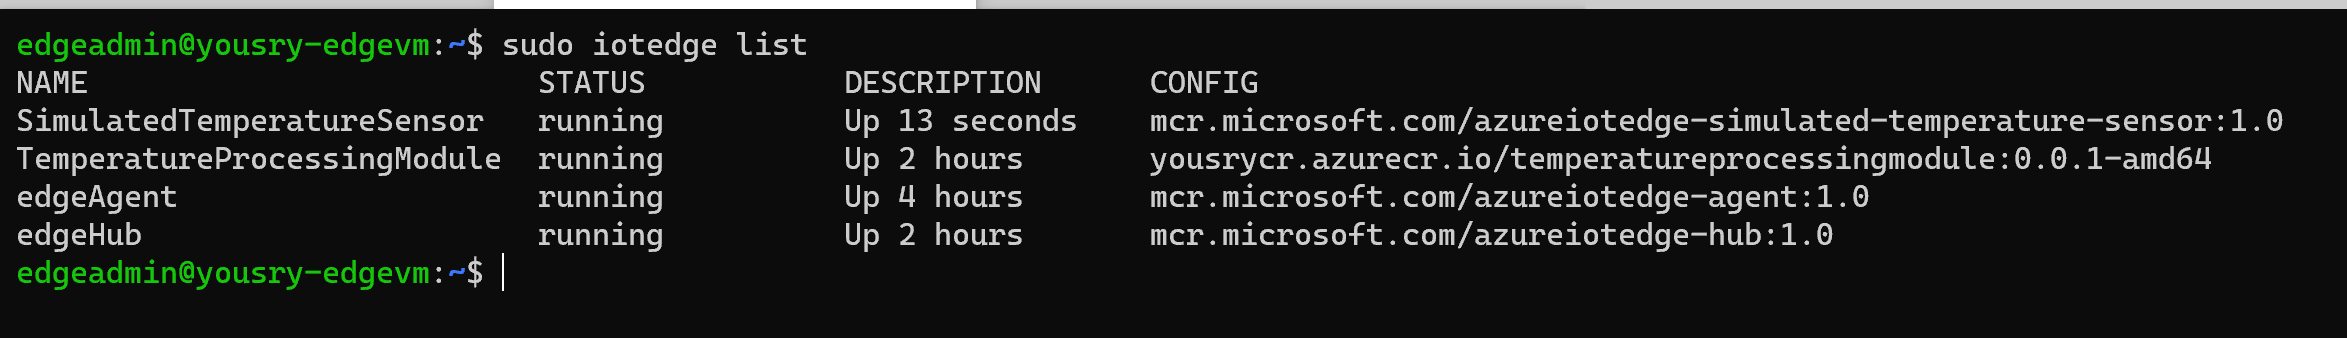 edgeadmin@yousry-edgevm:~$ sudo iotedge list
NAME                         STATUS           DESCRIPTION      CONFIG
SimulatedTemperatureSensor   running          Up 13 seconds    mcr.microsoft.com/azureiotedge-simulated-temperature-sensor:1.0
TemperatureProcessingModule  running          Up 2 hours       yousrycr.azurecr.io/temperatureprocessingmodule:0.0.1-amd64
edgeAgent                    running          Up 4 hours       mcr.microsoft.com/azureiotedge-agent:1.0
edgeHub                      running          Up 2 hours       mcr.microsoft.com/azureiotedge-hub:1.0
edgeadmin@yousry-edgevm:~$